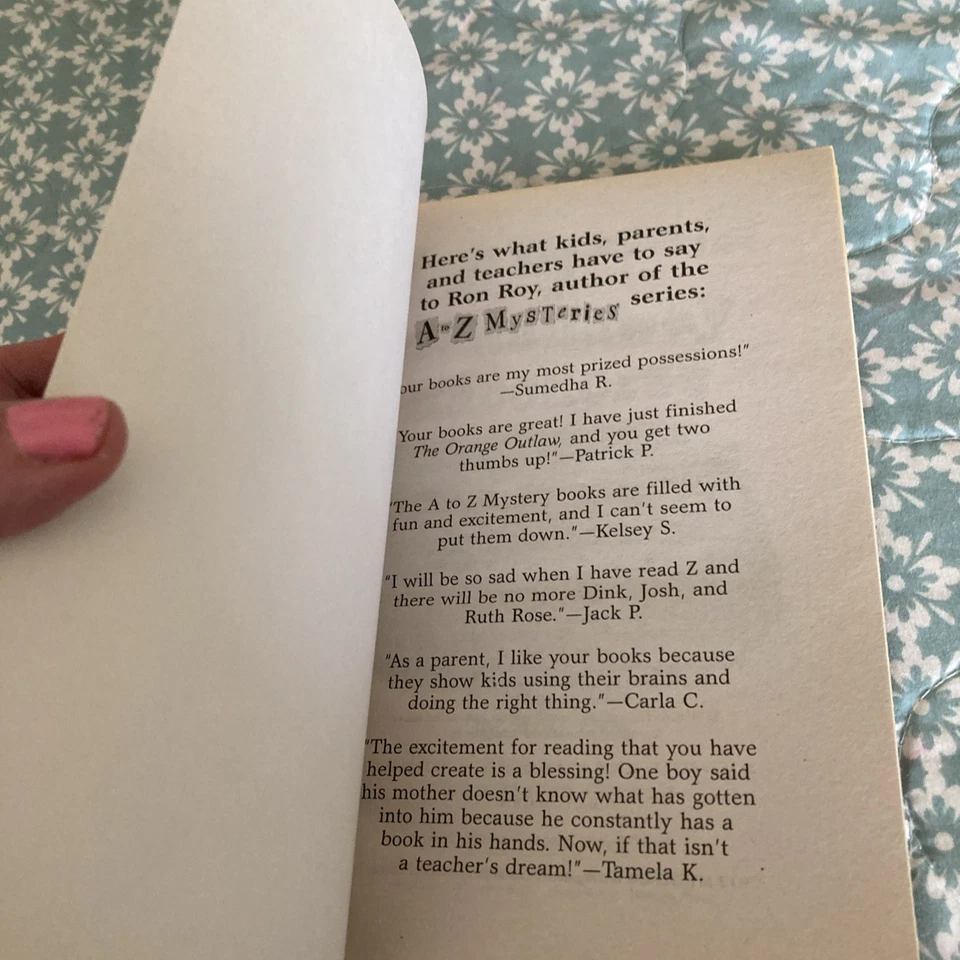 Here's what kids, parents,
and teachers have to say
to Ron Roy, author of the
A to Z MysTeries series:
our books are my most prized possessions!"
—Sumedha R.
Your books are great! I have just finished
The Orange Outlaw, and you get two
thumbs up!"—Patrick P.
"The A to Z Mystery books are filled with
fun and excitement, and I can't seem to
put them down."—Kelsey S.
"I will be so sad when I have read Z and
there will be no more Dink, Josh, and
Ruth Rose."—Jack P.
"As a parent, I like your books because
they show kids using their brains and
doing the right thing."—Carla C.
"The excitement for reading that you have
helped create is a blessing! One boy said
his mother doesn't know what has gotten
into him because he constantly has a
book in his hands. Now, if that isn't
a teacher's dream!"—Tamela K.